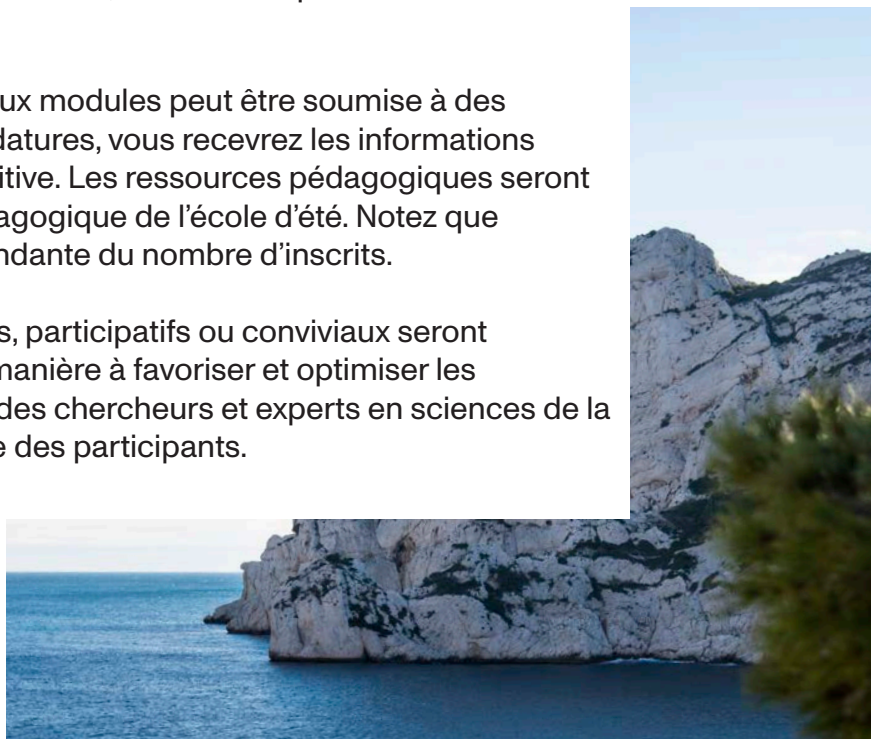 ux modules peut être soumise à des
datures, vous recevrez les informations
itive. Les ressources pédagogiques seront
agogique de l'école d'été. Notez que
ndante du nombre d'inscrits.
s, participatifs ou conviviaux seront
manière à favoriser et optimiser les
des chercheurs et experts en sciences de la
e des participants.